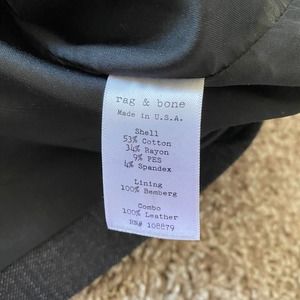 rag & bone
Made in U.S.A.
Shell
53% Cotton
34% Rayon
9% PES
4% Spandex
Lining
100% Bemberg
Combo
100% Leather
RN# 108879